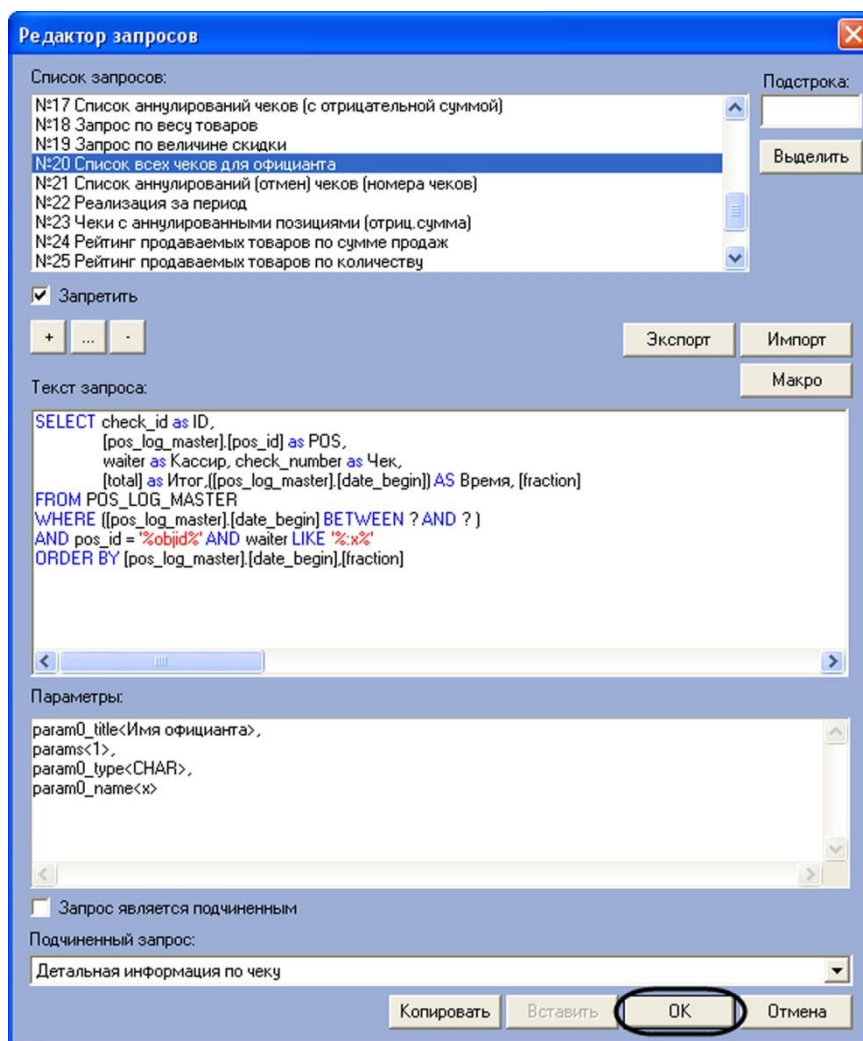 Редактор запросов
Список запросов:
Подстрока:
№17 Список аннулирований чеков (с отрицательной суммой)
№18 Запрос по весу товаров
№19 Запрос по величине скидки
№20 Список всех чеков для официанта
№21 Список аннулирований (отмен) чеков (номера чеков)
№22 Реализация за период
№23 Чеки с аннулированными позициями (отриц.сумма)
№24 Рейтинг продаваемых товаров по сумме продаж
№25 Рейтинг продаваемых товаров по количеству
Выделить
Запретить
+ ... -
Экспорт Импорт
Макро
Текст запроса:
SELECT check_id as ID,
[pos_log_master].[pos_id] as POS,
waiter as Кассир, check_number as Чек,
[total] as Итог,([pos_log_master].[date_begin]) AS Время, [fraction]
FROM POS_LOG_MASTER
WHERE ([pos_log_master].[date_begin] BETWEEN ? AND ? )
AND pos_id = '%objid%' AND waiter LIKE '%:x%'
ORDER BY [pos_log_master].[date_begin],[fraction]
Параметры:
param0_title<Имя официанта>,
params<1>,
param0_type<CHAR>,
param0_name<x>
Запрос является подчиненным
Подчиненный запрос:
Детальная информация по чеку
Копировать Вставить OK Отмена